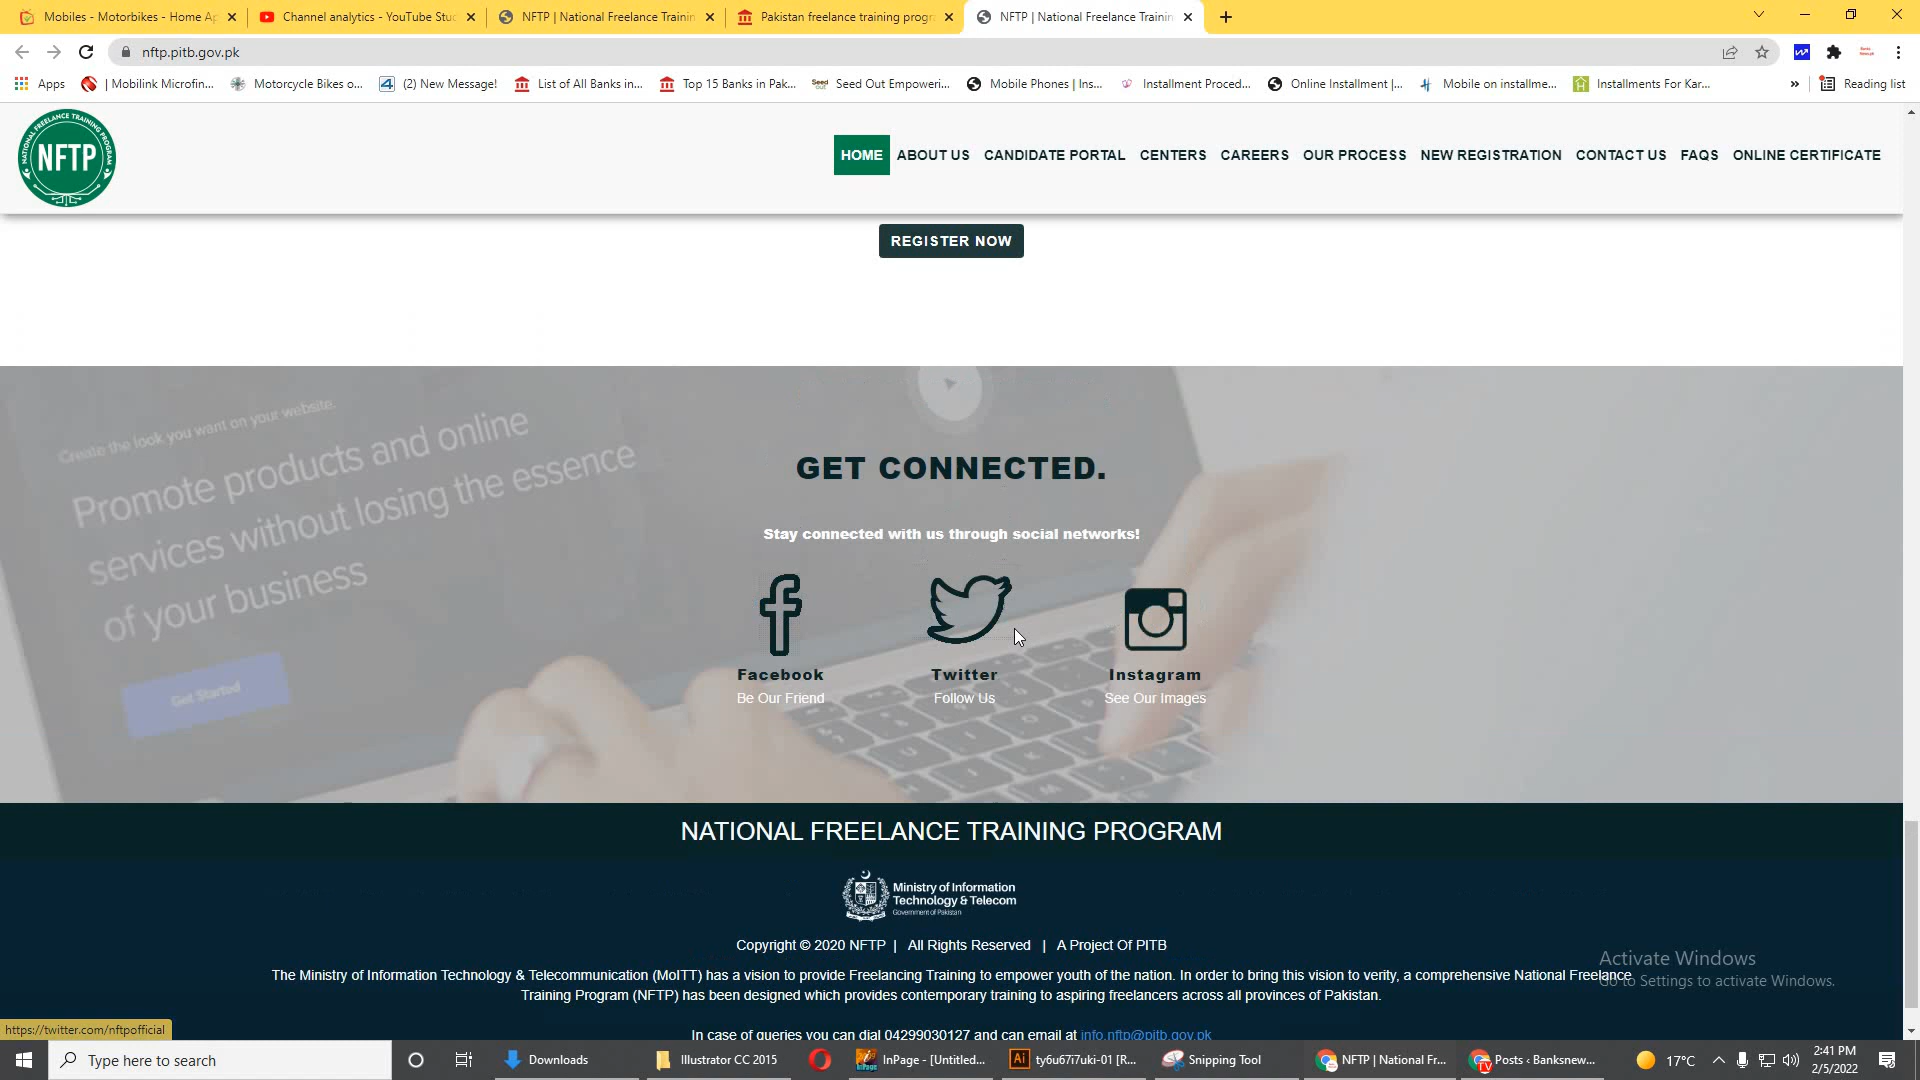 Mobiles - Motorbikes - Home Ap
Channel analytics - YouTube Stu
NFTP | National Freelance Trainin
Pakistan freelance training progra
NFTP | National Freelance Trainin
nftp.pitb.gov.pk
Apps
| Mobilink Microfin...
Motorcycle Bikes o...
(2) New Message!
List of All Banks in...
Top 15 Banks in Pak...
Seed Out Empoweri...
Mobile Phones | Ins...
Installment Proced...
Online Installment |...
Mobile on installme...
Installments For Kar...
»
Reading list
NATIONAL FREELANCE TRAINING PROGRAM
NFTP
HOME ABOUT US CANDIDATE PORTAL CENTERS CAREERS OUR PROCESS NEW REGISTRATION CONTACT US FAQS ONLINE CERTIFICATE
REGISTER NOW
Create the look you want on your website.
Promote products and online
services without losing the essence
of your business
Get Started
GET CONNECTED.
Stay connected with us through social networks!
Facebook Twitter Instagram
Be Our Friend Follow Us See Our Images
NATIONAL FREELANCE TRAINING PROGRAM
Ministry of Information
Technology & Telecom
Government of Pakistan
Copyright © 2020 NFTP | All Rights Reserved | A Project Of PITB
The Ministry of Information Technology & Telecommunication (MoITT) has a vision to provide Freelancing Training to empower youth of the nation. In order to bring this vision to verity, a comprehensive National Freelance
Training Program (NFTP) has been designed which provides contemporary training to aspiring freelancers across all provinces of Pakistan.
In case of queries you can dial 04299030127 and can email at info.nftp@pitb.gov.pk
Activate Windows
Go to Settings to activate Windows.
https://twitter.com/nftpofficial
Type here to search
Downloads
Illustrator CC 2015
InPage - [Untitled...
Ai
ty6u67i7uki-01 [R...
Snipping Tool
NFTP | National Fr...
TV
Posts ‹ Banksnew...
17°C
2:41 PM
2/5/2022